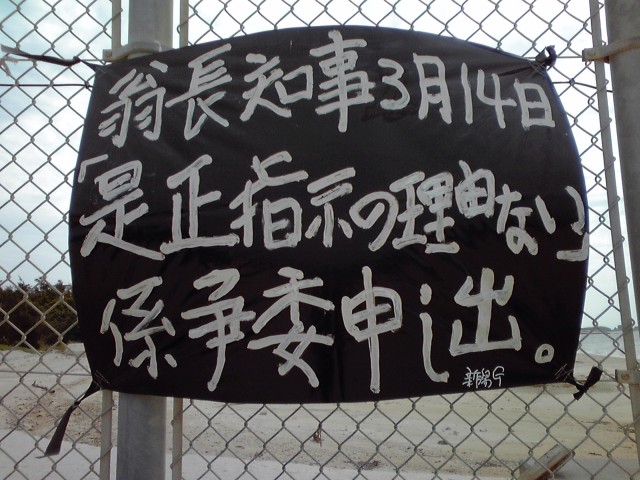 翁長知事3月14日
「是正指示の理由ない」
係争委申し出。